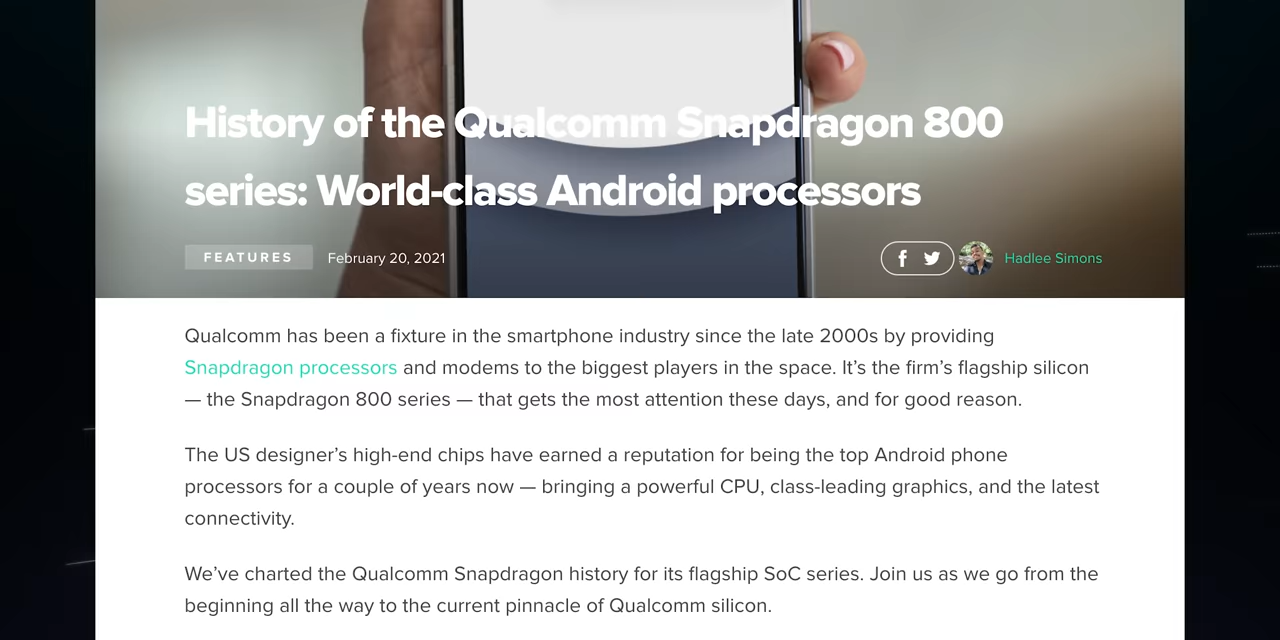 History of the Qualcomm Snapdragon 800
series: World-class Android processors
FEATURES February 20, 2021 Hadlee Simons
Qualcomm has been a fixture in the smartphone industry since the late 2000s by providing
Snapdragon processors and modems to the biggest players in the space. It’s the firm’s flagship silicon
— the Snapdragon 800 series — that gets the most attention these days, and for good reason.
The US designer’s high-end chips have earned a reputation for being the top Android phone
processors for a couple of years now — bringing a powerful CPU, class-leading graphics, and the latest
connectivity.
We’ve charted the Qualcomm Snapdragon history for its flagship SoC series. Join us as we go from the
beginning all the way to the current pinnacle of Qualcomm silicon.